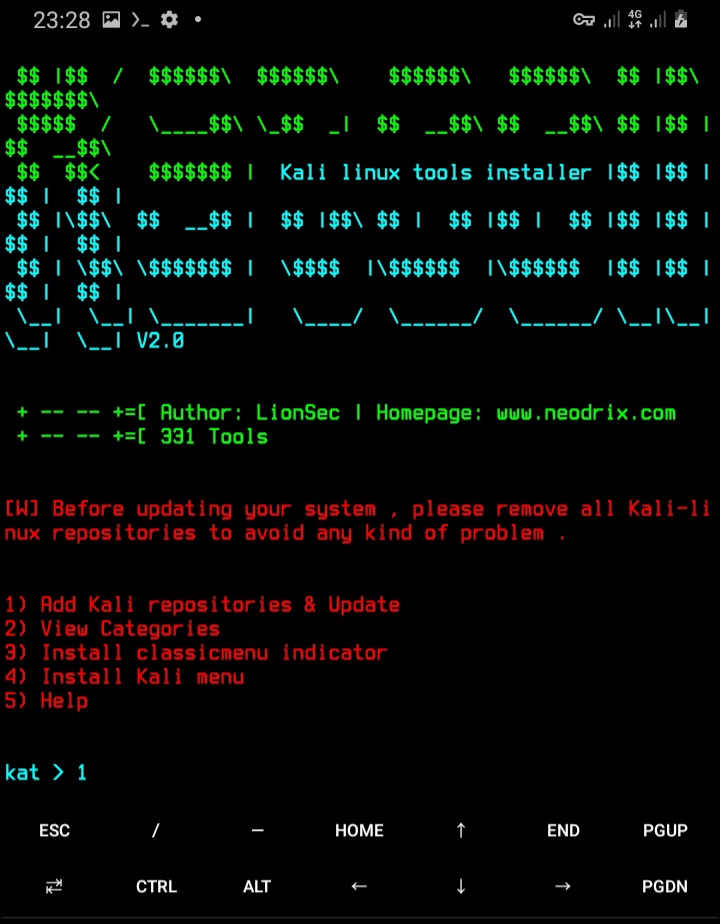 23:28
4G
 $$ |$$  /  $$$$$$\  $$$$$$\    $$$$$$\   $$$$$$\  $$ |$$\
$$$$$$$\
 $$$$$  /   \____$$\ \_$$  _|  $$  __$$\ $$  __$$\ $$ |$$ |
$$  __$$\
 $$  $$<    $$$$$$$ |  Kali linux tools installer |$$ |$$ |
$$ |  $$ |
 $$ |\$$\  $$  __$$ |  $$ |$$\ $$ |  $$ |$$ |  $$ |$$ |$$ |
$$ |  $$ |
 $$ | \$$\ \$$$$$$$ |  \$$$$  |\$$$$$$  |\$$$$$$  |$$ |$$ |
$$ |  $$ |
 \__|  \__| \_______|   \____/  \______/  \______/ \__|\__|
\__|  \__| V2.0
 + -- -- +=[ Author: LionSec | Homepage: www.neodrix.com
 + -- -- +=[ 331 Tools
[W] Before updating your system , please remove all Kali-li
nux repositories to avoid any kind of problem .
1) Add Kali repositories & Update
2) View Categories
3) Install classicmenu indicator
4) Install Kali menu
5) Help
kat > 1
ESC / — HOME ↑ END PGUP
⇄ CTRL ALT ← ↓ → PGDN